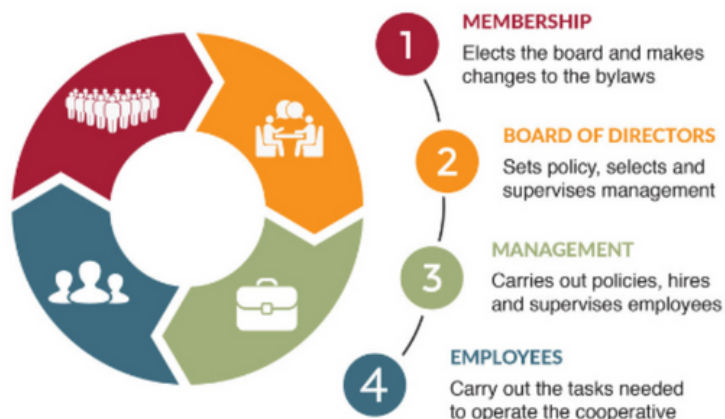 1
MEMBERSHIP
Elects the board and makes
changes to the bylaws
2
BOARD OF DIRECTORS
Sets policy, selects and
supervises management
3
MANAGEMENT
Carries out policies, hires
and supervises employees
4
EMPLOYEES
Carry out the tasks needed
to operate the cooperative